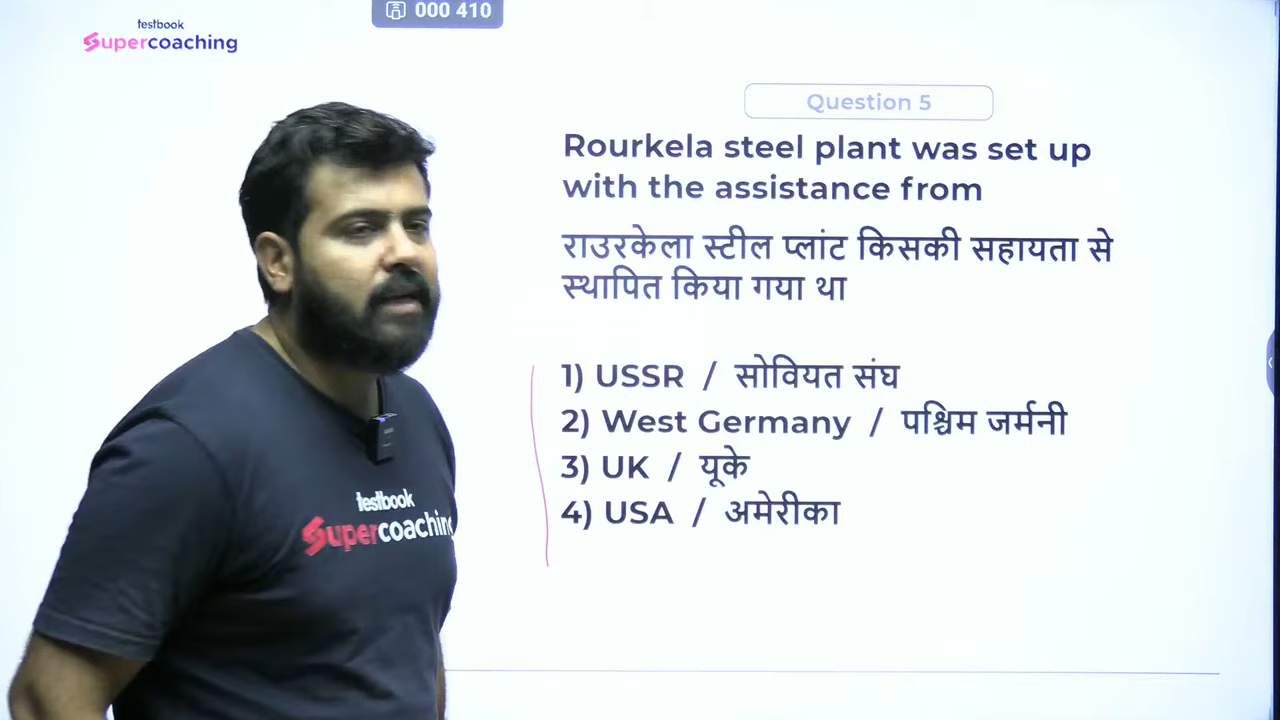 testbook
Supercoaching
000 410
Question 5
Rourkela steel plant was set up
with the assistance from
राउरकेला स्टील प्लांट किसकी सहायता से
स्थापित किया गया था
1) USSR / सोवियत संघ
2) West Germany / पश्चिम जर्मनी
3) UK / यूके
4) USA / अमेरीका
testbook
Supercoaching